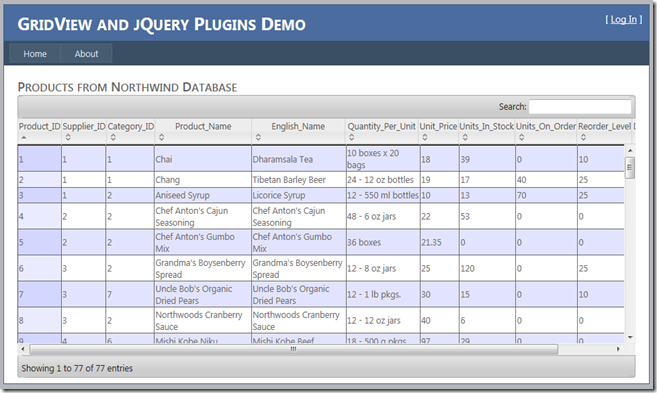 GRIDVIEW AND JQUERY PLUGINS DEMO
[ Log In ]
Home About
PRODUCTS FROM NORTHWIND DATABASE
Search:
Product_ID Supplier_ID Category_ID Product_Name English_Name Quantity_Per_Unit Unit_Price Units_In_Stock Units_On_Order Reorder_Level
1 1 1 Chai Dharamsala Tea 10 boxes x 20 bags 18 39 0 10
2 1 1 Chang Tibetan Barley Beer 24 - 12 oz bottles 19 17 40 25
3 1 2 Aniseed Syrup Licorice Syrup 12 - 550 ml bottles 10 13 70 25
4 2 2 Chef Anton's Cajun Seasoning Chef Anton's Cajun Seasoning 48 - 6 oz jars 22 53 0 0
5 2 2 Chef Anton's Gumbo Mix Chef Anton's Gumbo Mix 36 boxes 21.35 0 0 0
6 3 2 Grandma's Boysenberry Spread Grandma's Boysenberry Spread 12 - 8 oz jars 25 120 0 25
7 3 7 Uncle Bob's Organic Dried Pears Uncle Bob's Organic Dried Pears 12 - 1 lb pkgs. 30 15 0 10
8 3 2 Northwoods Cranberry Sauce Northwoods Cranberry Sauce 12 - 12 oz jars 40 6 0 0
9 4 6 Mishi Kobe Niku Mishi Kobe Beef 18 - 500 g pkgs. 97 29 0 0
Showing 1 to 77 of 77 entries